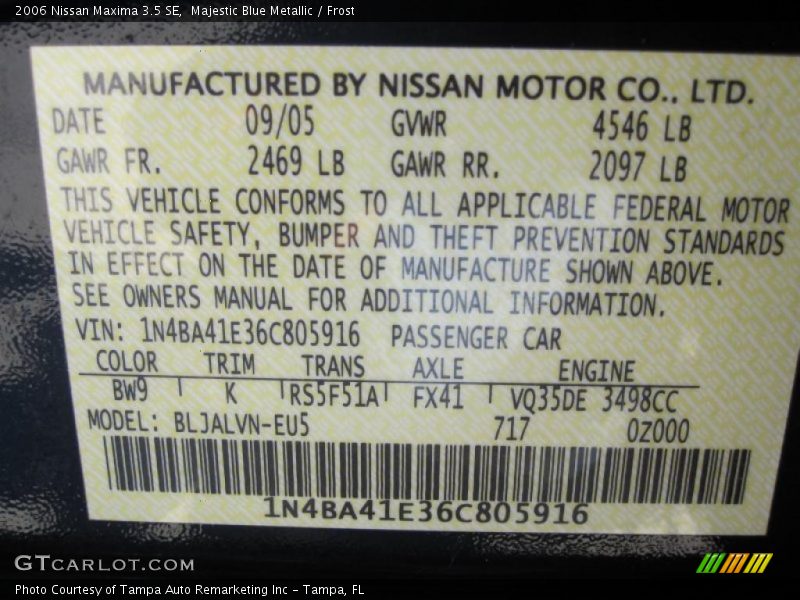 2006 Nissan Maxima 3.5 SE, Majestic Blue Metallic / Frost
MANUFACTURED BY NISSAN MOTOR CO., LTD.
DATE 09/05 GVWR 4546 LB
GAWR FR. 2469 LB GAWR RR. 2097 LB
THIS VEHICLE CONFORMS TO ALL APPLICABLE FEDERAL MOTOR
VEHICLE SAFETY, BUMPER AND THEFT PREVENTION STANDARDS
IN EFFECT ON THE DATE OF MANUFACTURE SHOWN ABOVE.
SEE OWNERS MANUAL FOR ADDITIONAL INFORMATION.
VIN: 1N4BA41E36C805916 PASSENGER CAR
COLOR TRIM TRANS AXLE ENGINE
BW9 K RS5F51A FX41 VQ35DE 3498CC
MODEL: BLJALVN-EU5 717 0Z000
1N4BA41E36C805916
GTCARLOT.COM
Photo Courtesy of Tampa Auto Remarketing Inc - Tampa, FL